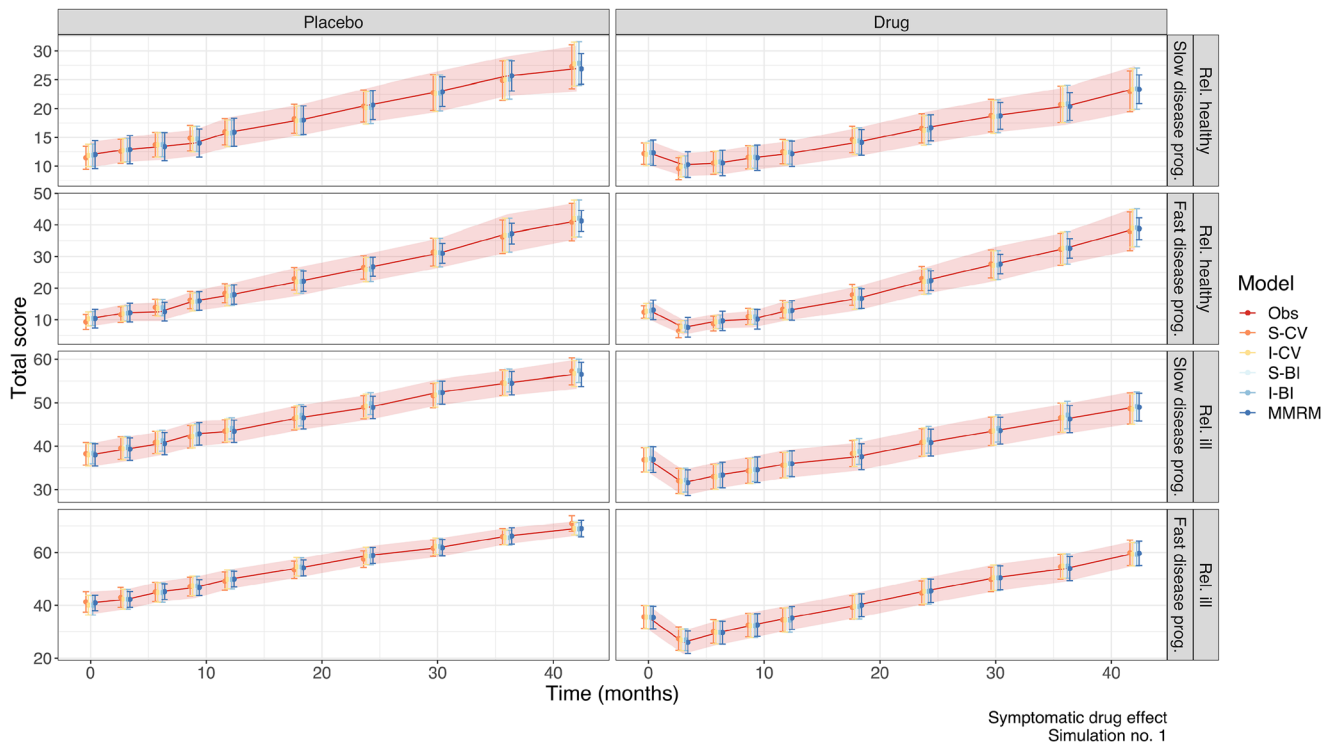 Placebo
Drug
30
25
20
15
10
Slow disease prog.
Rel. healthy
50
40
30
20
10
Fast disease prog.
Rel. healthy
Total score
60
50
40
30
Slow disease prog.
Rel. ill
60
40
20
Fast disease prog.
Rel. ill
0 10 20 30 40
0 10 20 30 40
Time (months)
Model
Obs
S-CV
I-CV
S-BI
I-BI
MMRM
Symptomatic drug effect
Simulation no. 1